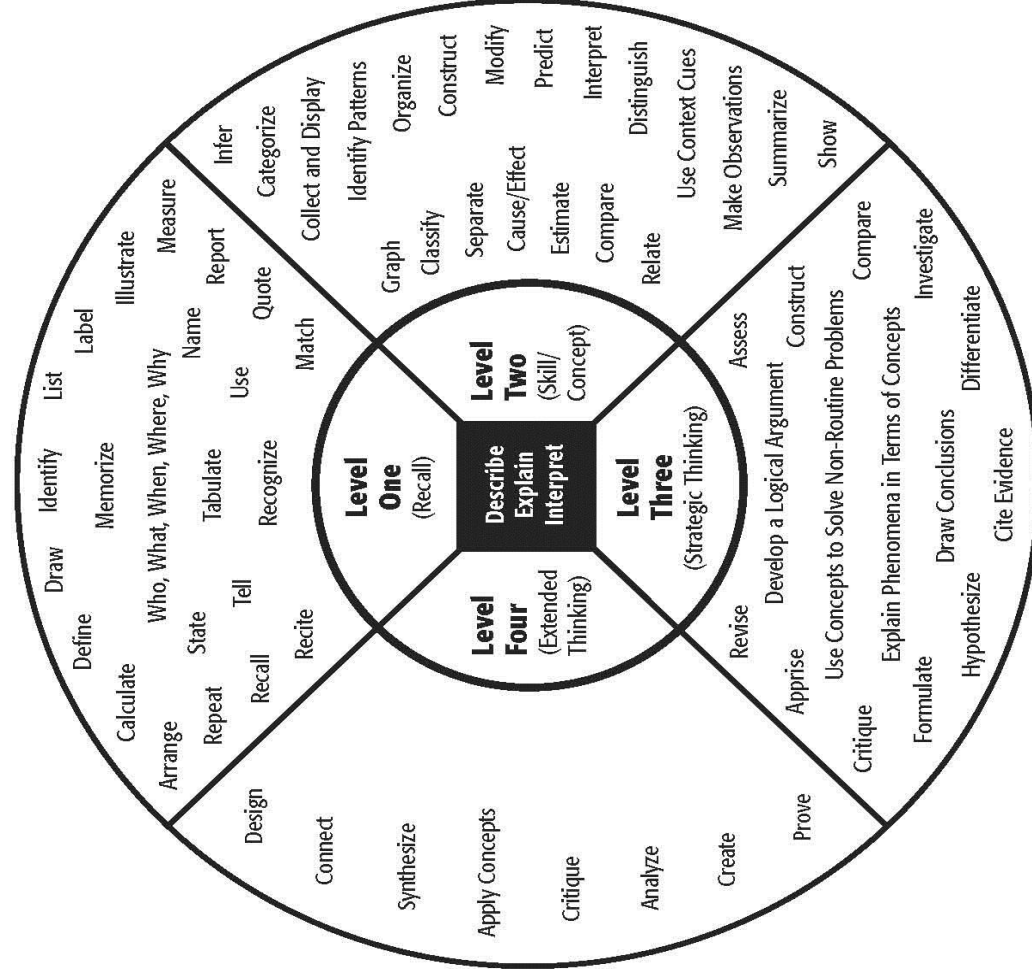 Level
One
(Recall)
Define
Draw
Identify
List
Label
Illustrate
Measure
Calculate
Memorize
Arrange
Who, What, When, Where, Why
Name
Report
Repeat
State
Tabulate
Use
Quote
Recall
Tell
Recognize
Match
Recite
Level
Two
(Skill/
Concept)
Infer
Categorize
Collect and Display
Identify Patterns
Graph
Organize
Classify
Construct
Separate
Modify
Cause/Effect
Predict
Estimate
Interpret
Compare
Distinguish
Relate
Use Context Cues
Make Observations
Summarize
Show
Describe
Explain
Interpret
Level
Three
(Strategic Thinking)
Revise
Assess
Develop a Logical Argument
Apprise
Construct
Use Concepts to Solve Non-Routine Problems
Critique
Compare
Explain Phenomena in Terms of Concepts
Formulate
Investigate
Draw Conclusions
Hypothesize
Differentiate
Cite Evidence
Level
Four
(Extended
Thinking)
Design
Connect
Synthesize
Apply Concepts
Critique
Analyze
Create
Prove